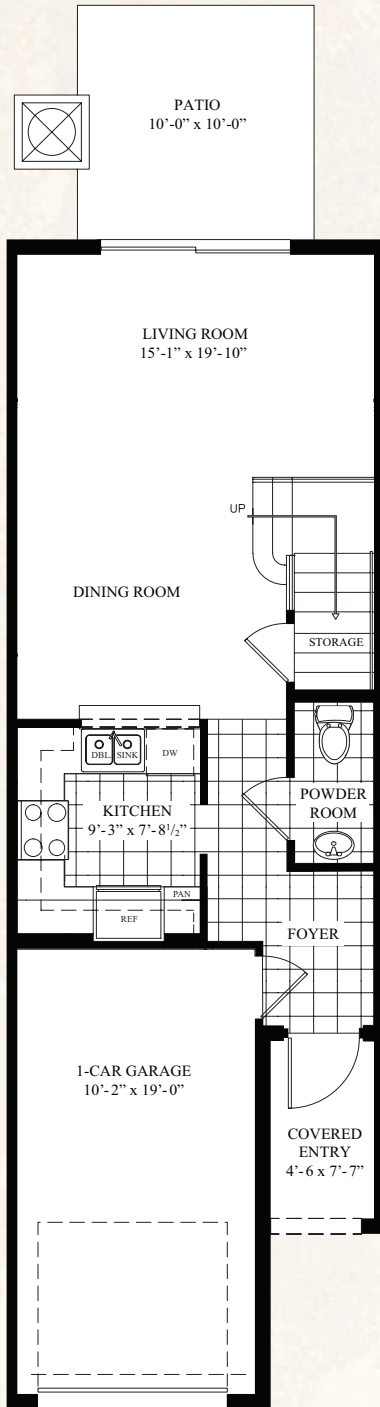 PATIO
10’-0” x 10’-0”
LIVING ROOM
15’-1” x 19’-10”
UP
DINING ROOM
STORAGE
DBL SINK
DW
POWDER
ROOM
KITCHEN
9’-3” x 7’-8½”
PAN
REF
FOYER
1-CAR GARAGE
10’-2” x 19’-0”
COVERED
ENTRY
4’-6 x 7’-7”